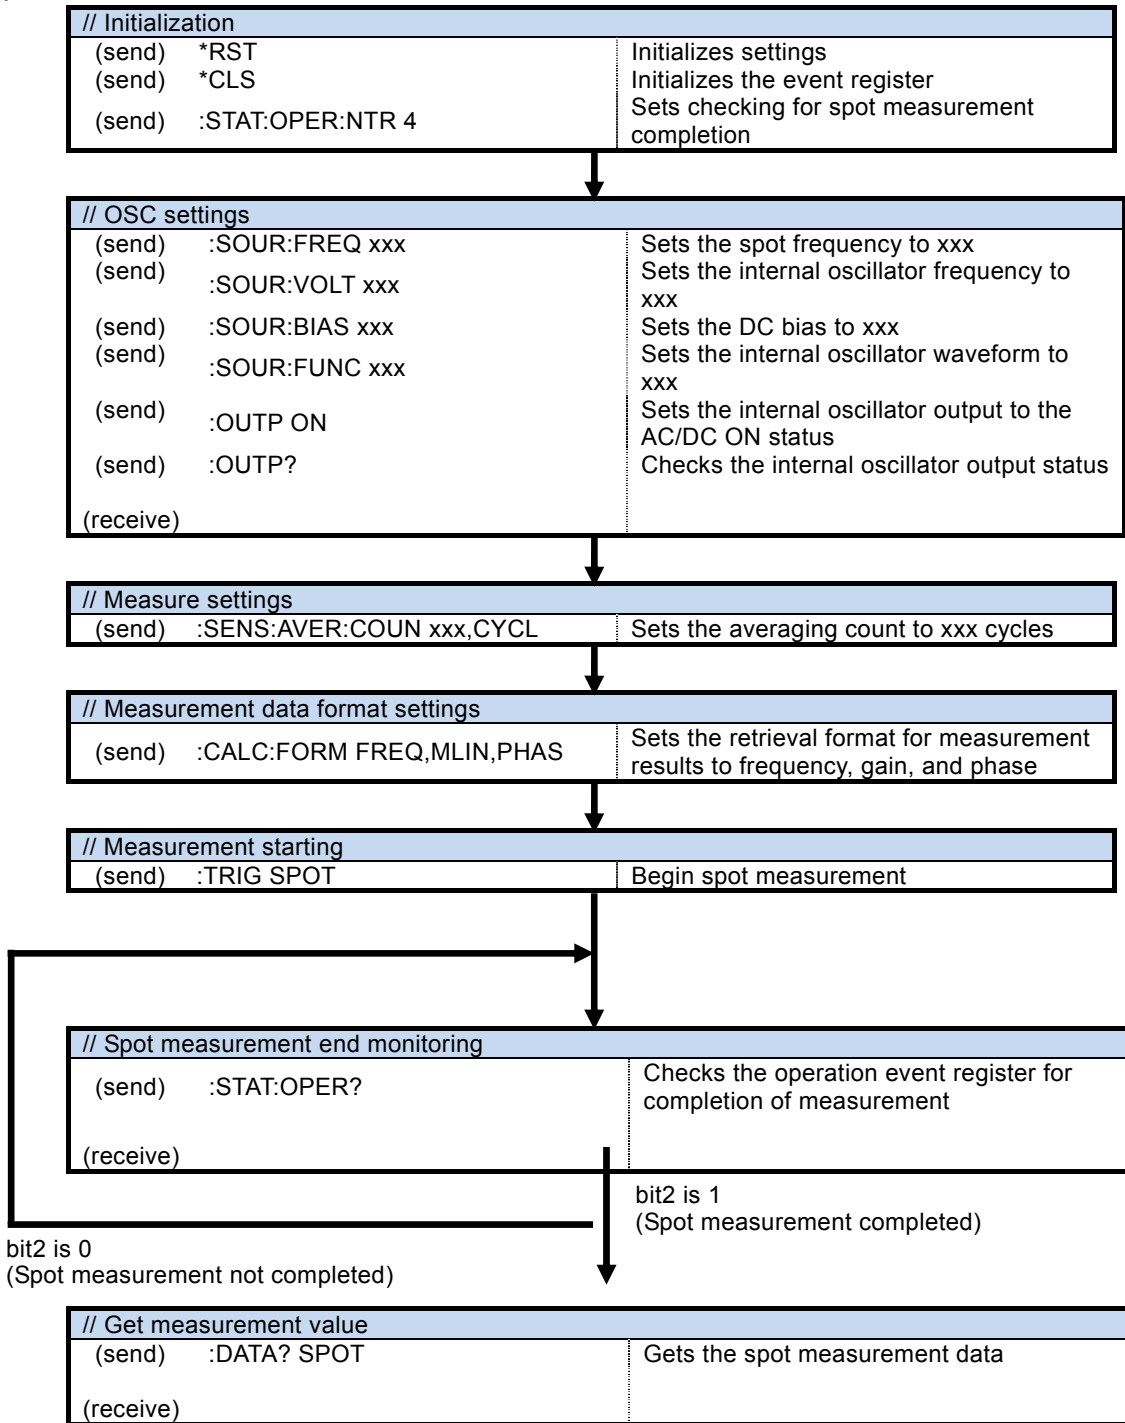 // Initialization
(send) *RST Initializes settings
(send) *CLS Initializes the event register
(send) :STAT:OPER:NTR 4 Sets checking for spot measurement
completion
// OSC settings
(send) :SOUR:FREQ xxx Sets the spot frequency to xxx
(send) :SOUR:VOLT xxx Sets the internal oscillator frequency to
xxx
(send) :SOUR:BIAS xxx Sets the DC bias to xxx
(send) :SOUR:FUNC xxx Sets the internal oscillator waveform to
xxx
(send) :OUTP ON Sets the internal oscillator output to the
AC/DC ON status
(send) :OUTP? Checks the internal oscillator output status
(receive)
// Measure settings
(send) :SENS:AVER:COUN xxx,CYCL Sets the averaging count to xxx cycles
// Measurement data format settings
(send) :CALC:FORM FREQ,MLIN,PHAS Sets the retrieval format for measurement
results to frequency, gain, and phase
// Measurement starting
(send) :TRIG SPOT Begin spot measurement
// Spot measurement end monitoring
(send) :STAT:OPER? Checks the operation event register for
completion of measurement
(receive)
bit2 is 1
(Spot measurement completed)
bit2 is 0
(Spot measurement not completed)
// Get measurement value
(send) :DATA? SPOT Gets the spot measurement data
(receive)